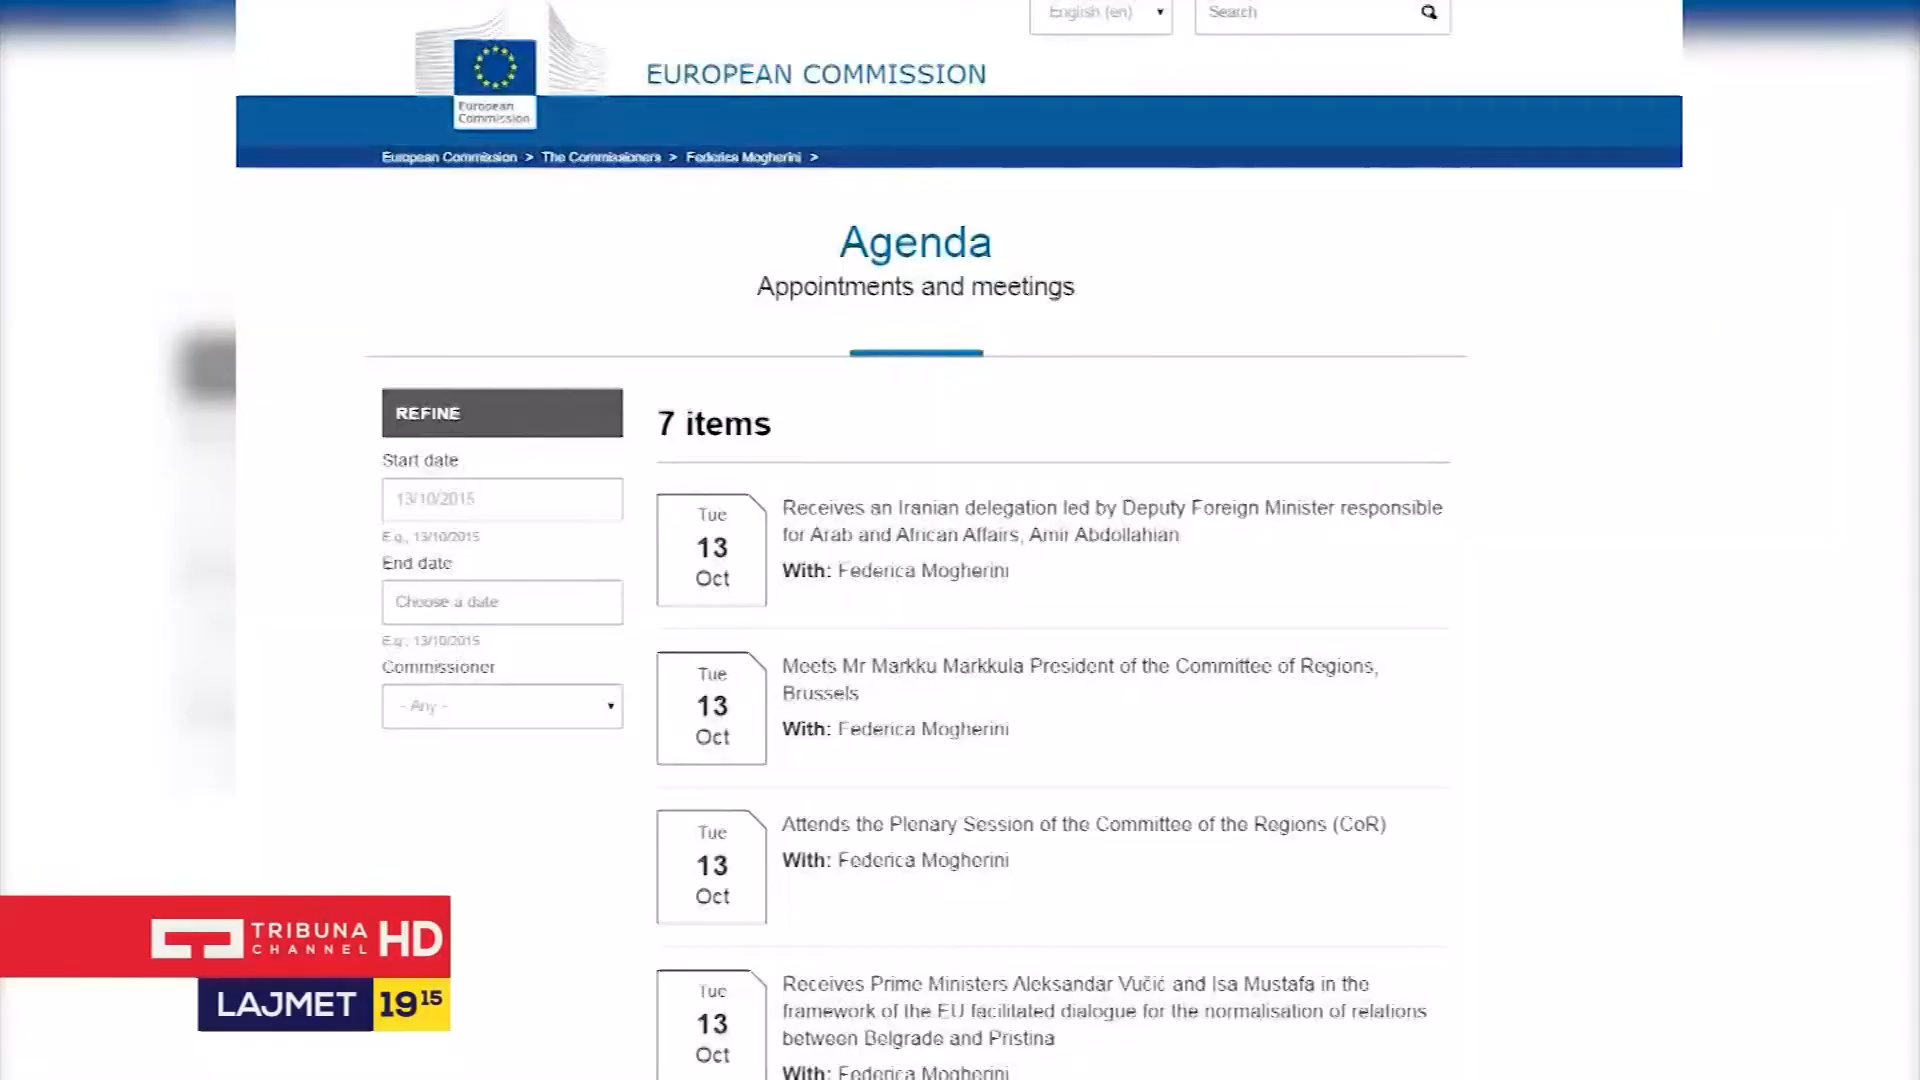 English (en)
Search
EUROPEAN COMMISSION
European
Commission
European Commission > The Commissioners > Federica Mogherini >
Agenda
Appointments and meetings
REFINE
Start date
13/10/2015
E.g., 13/10/2015
End date
Choose a date
E.g., 13/10/2015
Commissioner
- Any -
7 items
Tue
13
Oct
Receives an Iranian delegation led by Deputy Foreign Minister responsible
for Arab and African Affairs, Amir Abdollahian
With: Federica Mogherini
Tue
13
Oct
Meets Mr Markku Markkula President of the Committee of Regions,
Brussels
With: Federica Mogherini
Tue
13
Oct
Attends the Plenary Session of the Committee of the Regions (CoR)
With: Federica Mogherini
Tue
13
Oct
Receives Prime Ministers Aleksandar Vučić and Isa Mustafa in the
framework of the EU facilitated dialogue for the normalisation of relations
between Belgrade and Pristina
With: Federica Mogherini
TRIBUNA
CHANNEL
HD
LAJMET 19 15